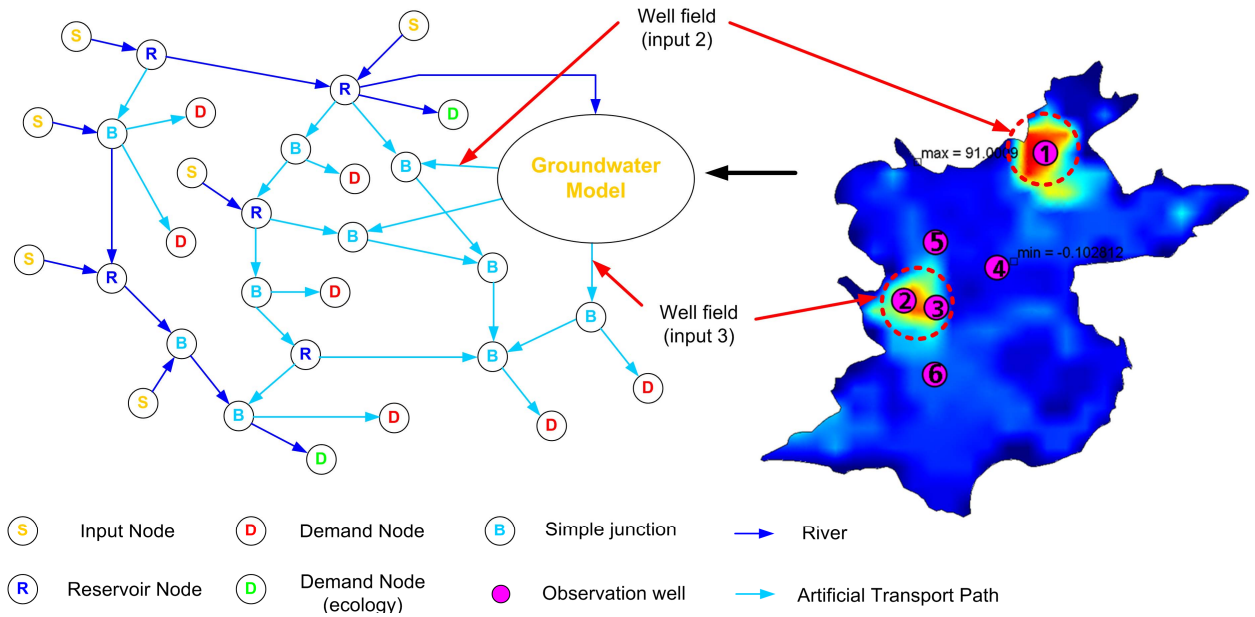 Well field
(input 2)
S
S
R
R
D
D
S
B
B
B
D
S
Groundwater
Model
max = 91.0
9
1
R
B
D
S
R
B
5
4
min = -0.102812
B
D
2
3
Well field
(input 3)
B
B
R
B
D
6
S
B
D
D
D
S Input Node
D Demand Node
B Simple junction
River
R Reservoir Node
D Demand Node
(ecology)
Observation well
Artificial Transport Path